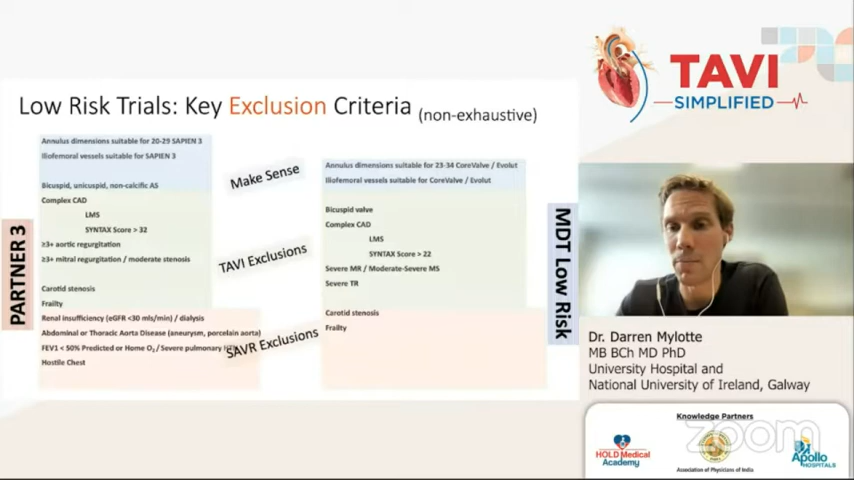 Low Risk Trials: Key Exclusion Criteria (non-exhaustive)
PARTNER 3
Annulus dimensions suitable for 20-29 SAPIEN 3
Iliofemoral vessels suitable for SAPIEN 3
Bicuspid, unicuspid, non-calcific AS
Complex CAD
LMS
SYNTAX Score > 32
≥3+ aortic regurgitation
≥3+ mitral regurgitation / moderate stenosis
Carotid stenosis
Frailty
Renal insufficiency (eGFR <30 mls/min) / dialysis
Abdominal or Thoracic Aorta Disease (aneurysm, porcelain aorta)
FEV1 < 50% Predicted or Home O₂ / Severe pulmonary
Hostile Chest
Make Sense
TAVI Exclusions
SAVR Exclusions
Annulus dimensions suitable for 23-34 CoreValve / Evolut
Iliofemoral vessels suitable for CoreValve / Evolut
Bicuspid valve
Complex CAD
LMS
SYNTAX Score > 22
Severe MR / Moderate-Severe MS
Severe TR
Carotid stenosis
Frailty
MDT Low Risk
TAVI
SIMPLIFIED
Dr. Darren Mylotte
MB BCh MD PhD
University Hospital and
National University of Ireland, Galway
Knowledge Partners
HOLD Medical
Academy
Association of Physicians of India
Apollo
HOSPITALS
zoom